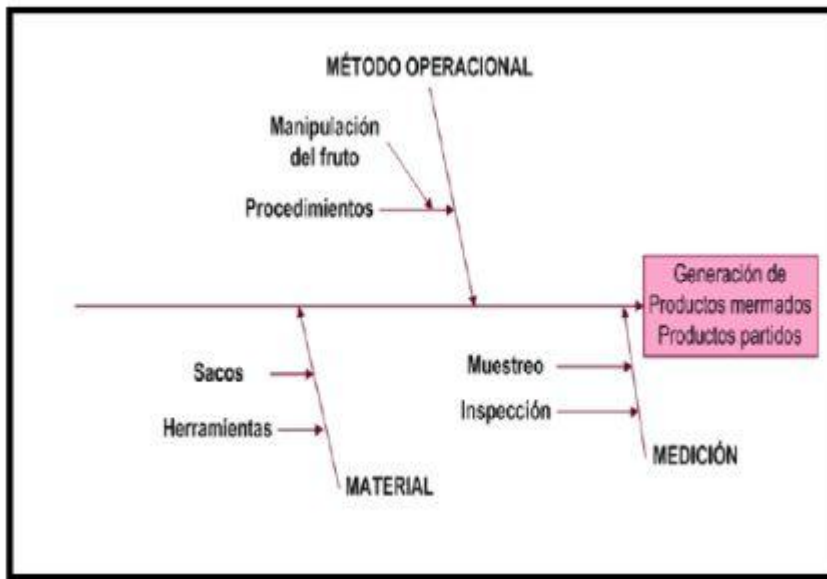 MÉTODO OPERACIONAL
Manipulación
del fruto
Procedimientos
Generación de
Productos mermados
Productos partidos
Sacos
Herramientas
MATERIAL
Muestreo
Inspección
MEDICIÓN